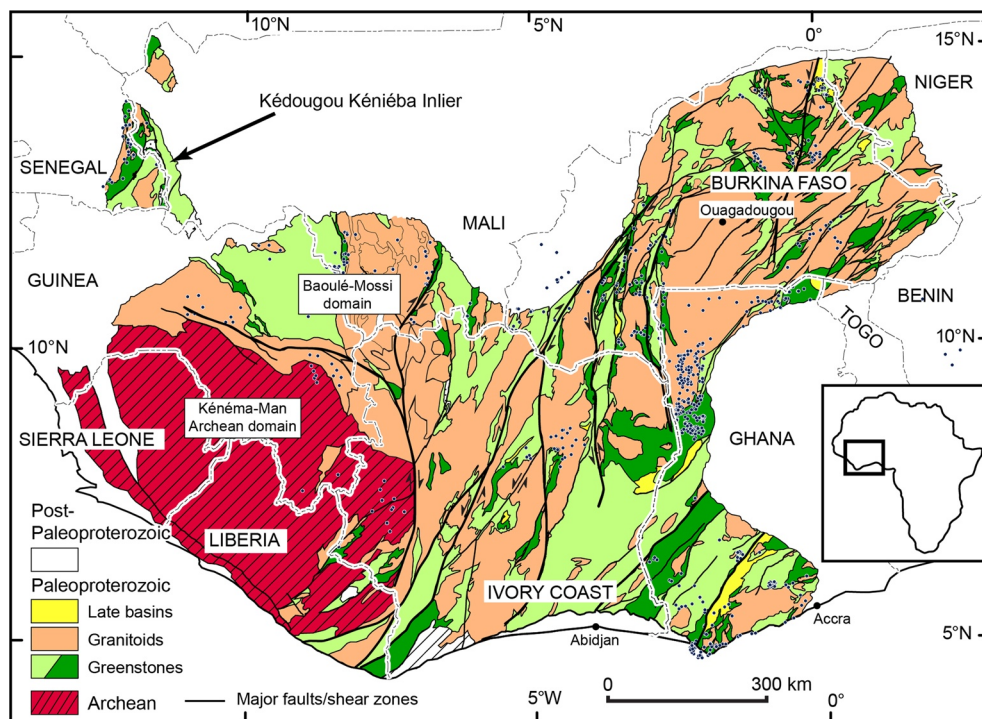 10°N
5°N
0°
15°N
NIGER
Kédougou Kéniéba Inlier
SENEGAL
BURKINA FASO
Ouagadougou
MALI
GUINEA
Baoulé-Mossi
domain
BENIN
TOGO
10°N
10°N
Kénéma-Man
Archean domain
SIERRA LEONE
GHANA
Post-
Paleoproterozoic
LIBERIA
Paleoproterozoic
IVORY COAST
Late basins
Granitoids
Abidjan
Accra
5°N
Greenstones
Archean
Major faults/shear zones
5°W
0
300 km
0°